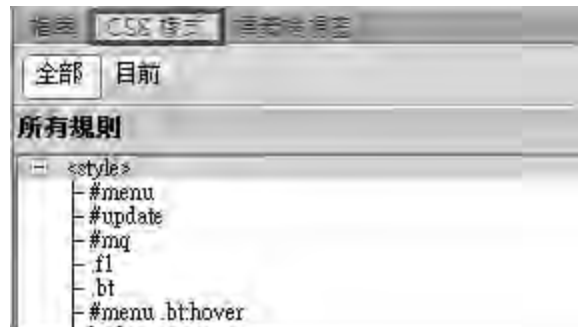 CSS 樣式
全部 目前
所有規則
<style>
#menu
#update
#mq
.f1
.bt
#menu .bt:hover